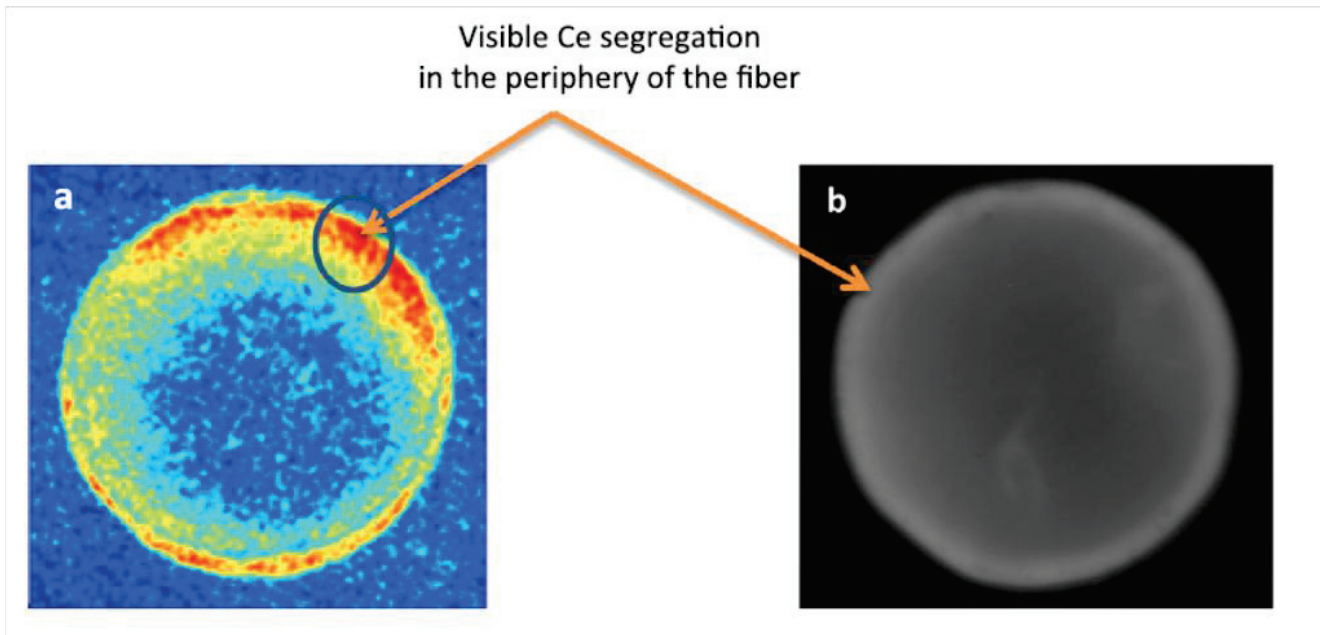 Visible Ce segregation
in the periphery of the fiber
a
b